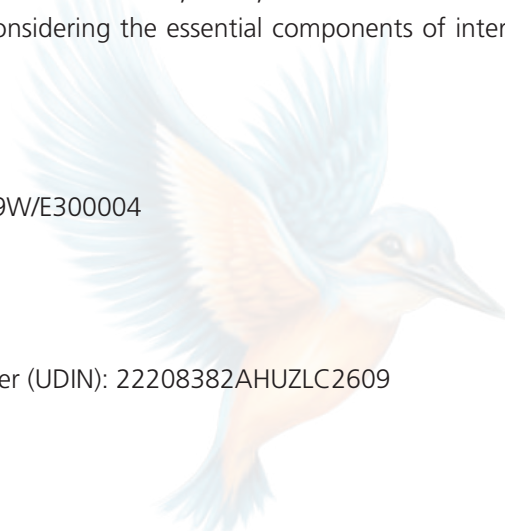 onsidering the essential components of inter
9W/E300004
er (UDIN): 22208382AHUZLC2609